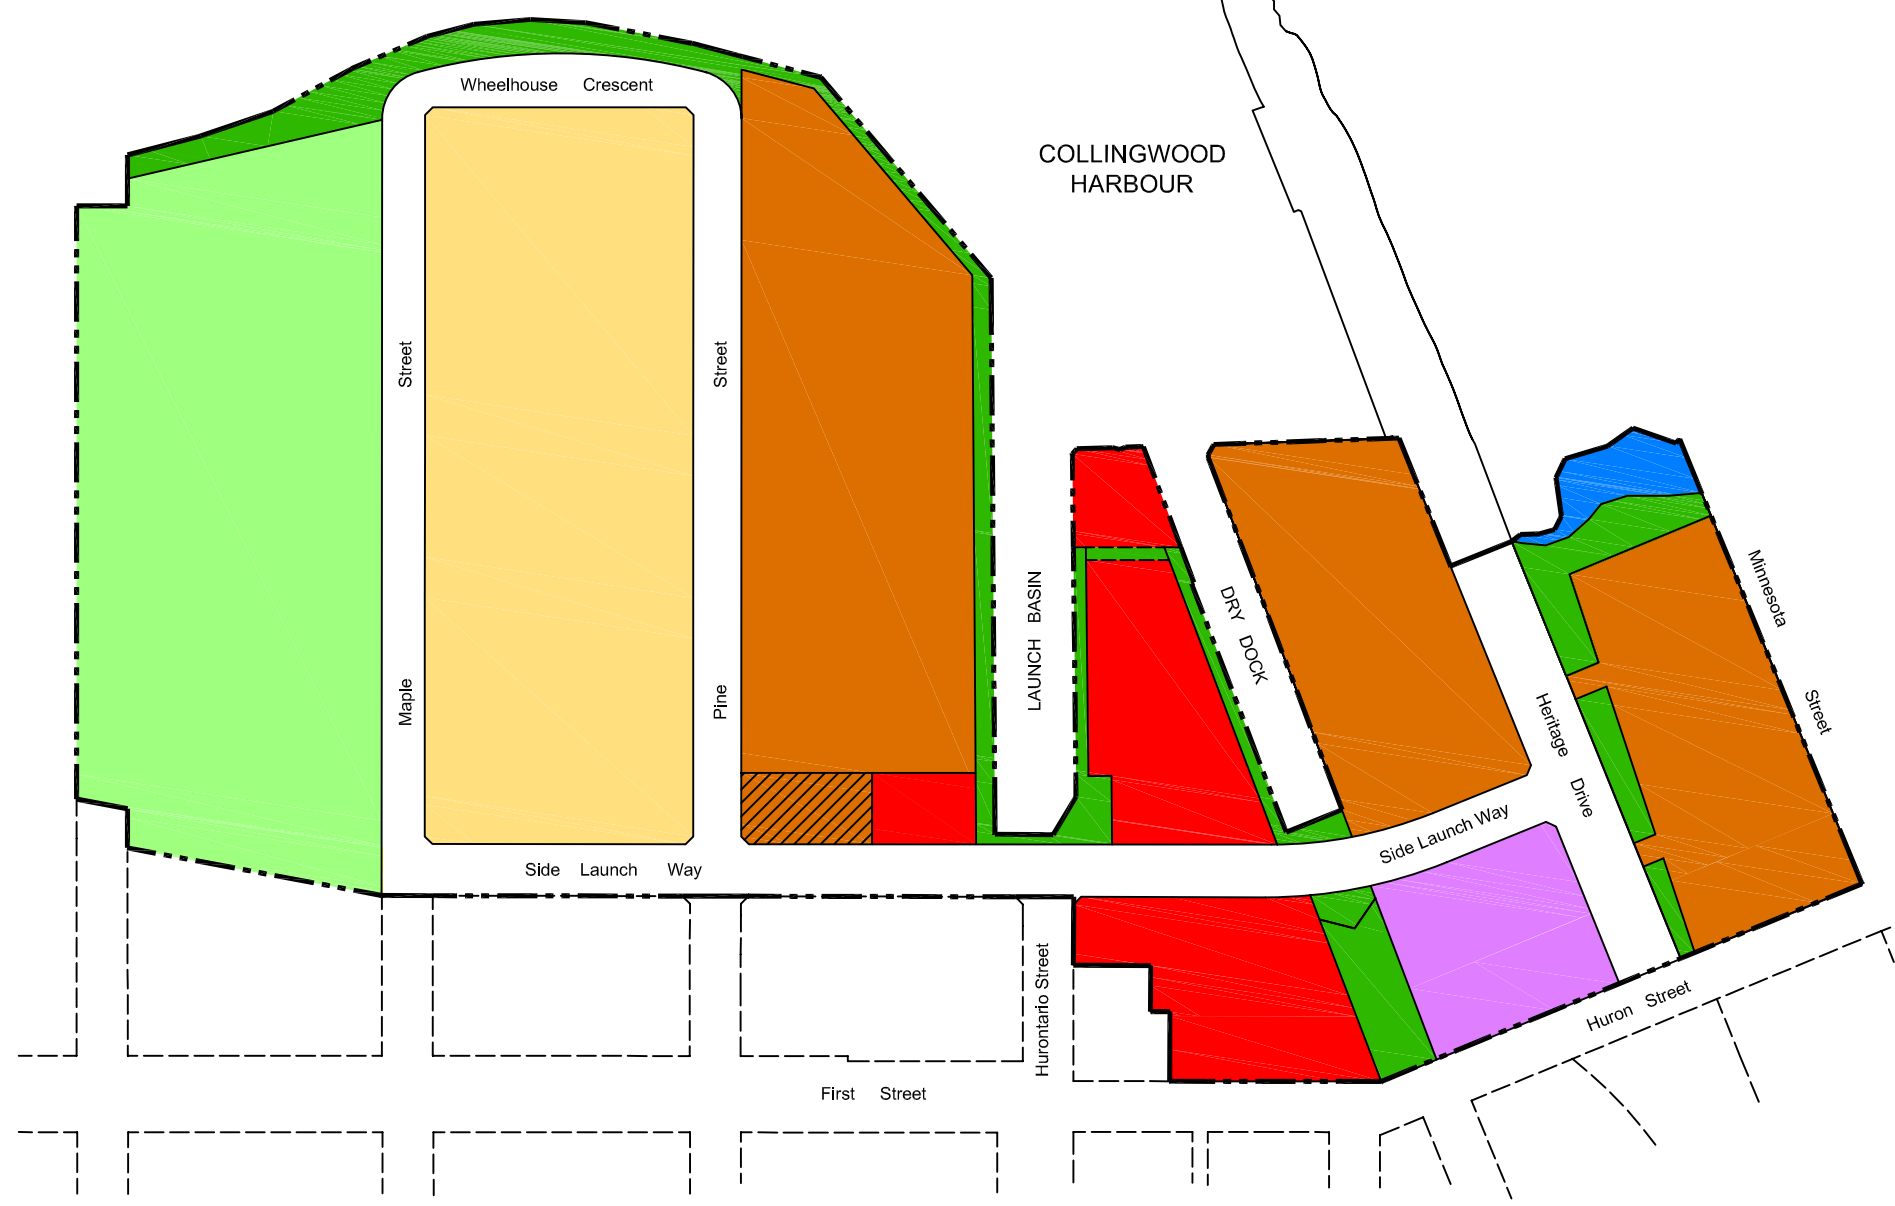 Wheelhouse Crescent
COLLINGWOOD
HARBOUR
Maple Street
Pine Street
LAUNCH BASIN
DRY DOCK
Minnesota Street
Heritage Drive
Side Launch Way
Side Launch Way
Hurontario Street
Huron Street
First Street